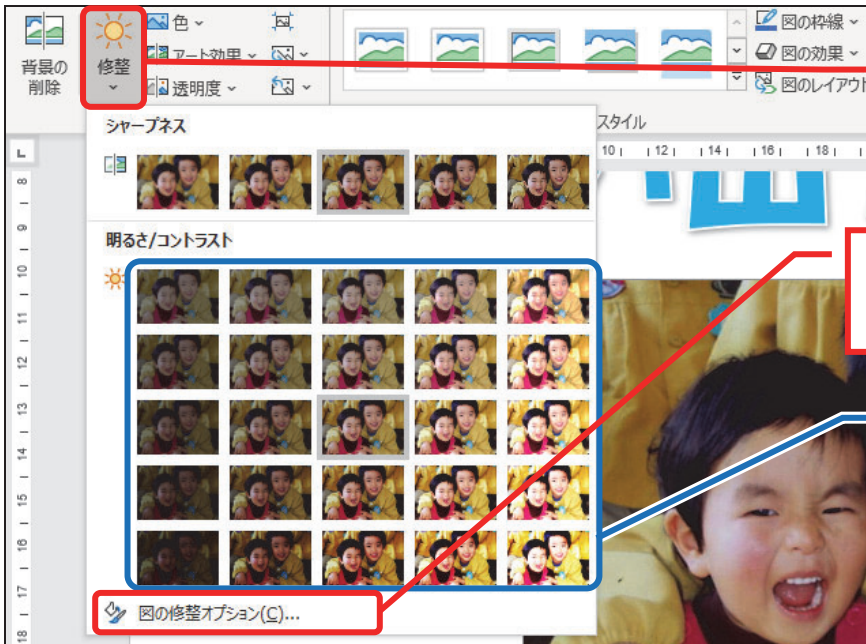 背景の
削除
修整
色
アート効果
透明度
図の枠線
図の効果
図のレイアウト
スタイル
シャープネス
明るさ/コントラスト
図の修整オプション(C)...
L
10 12 14 16 18
8
9
10
11
12
13
14
15
16
17
18